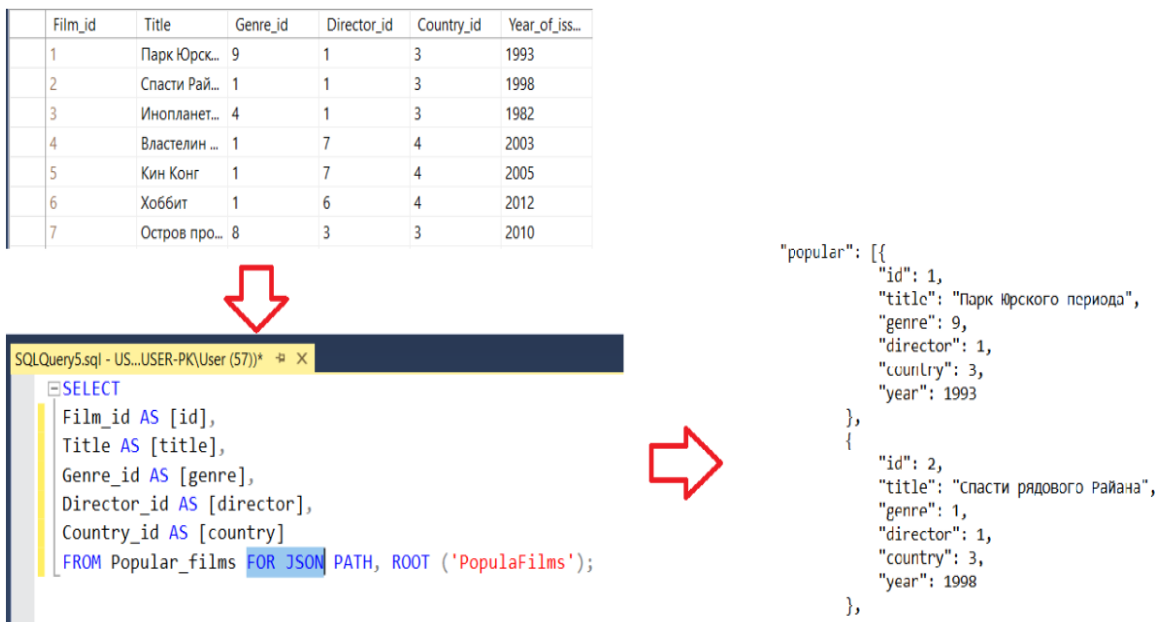 Film_id Title Genre_id Director_id Country_id Year_of_iss...
1 Парк Юрск... 9 1 3 1993
2 Спасти Рай... 1 1 3 1998
3 Инопланет... 4 1 3 1982
4 Властелин ... 1 7 4 2003
5 Кин Конг 1 7 4 2005
6 Хоббит 1 6 4 2012
7 Остров про... 8 3 3 2010
SQLQuery5.sql - US...USER-PK\User (57))*
SELECT
Film_id AS [id],
Title AS [title],
Genre_id AS [genre],
Director_id AS [director],
Country_id AS [country]
FROM Popular_films FOR JSON PATH, ROOT ('PopulaFilms');
"popular": [{
"id": 1,
"title": "Парк Юрского периода",
"genre": 9,
"director": 1,
"country": 3,
"year": 1993
},
{
"id": 2,
"title": "Спасти рядового Райана",
"genre": 1,
"director": 1,
"country": 3,
"year": 1998
},